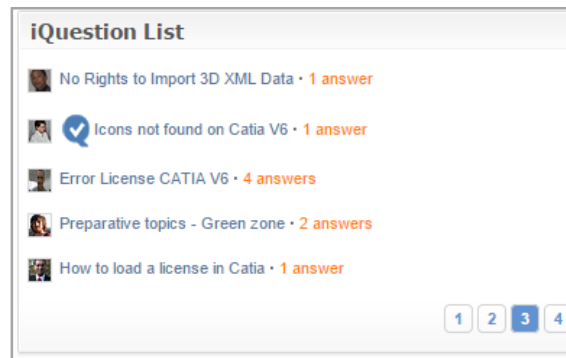 iQuestion List
No Rights to Import 3D XML Data • 1 answer
Icons not found on Catia V6 • 1 answer
Error License CATIA V6 • 4 answers
Preparative topics - Green zone • 2 answers
How to load a license in Catia • 1 answer
1 2 3 4